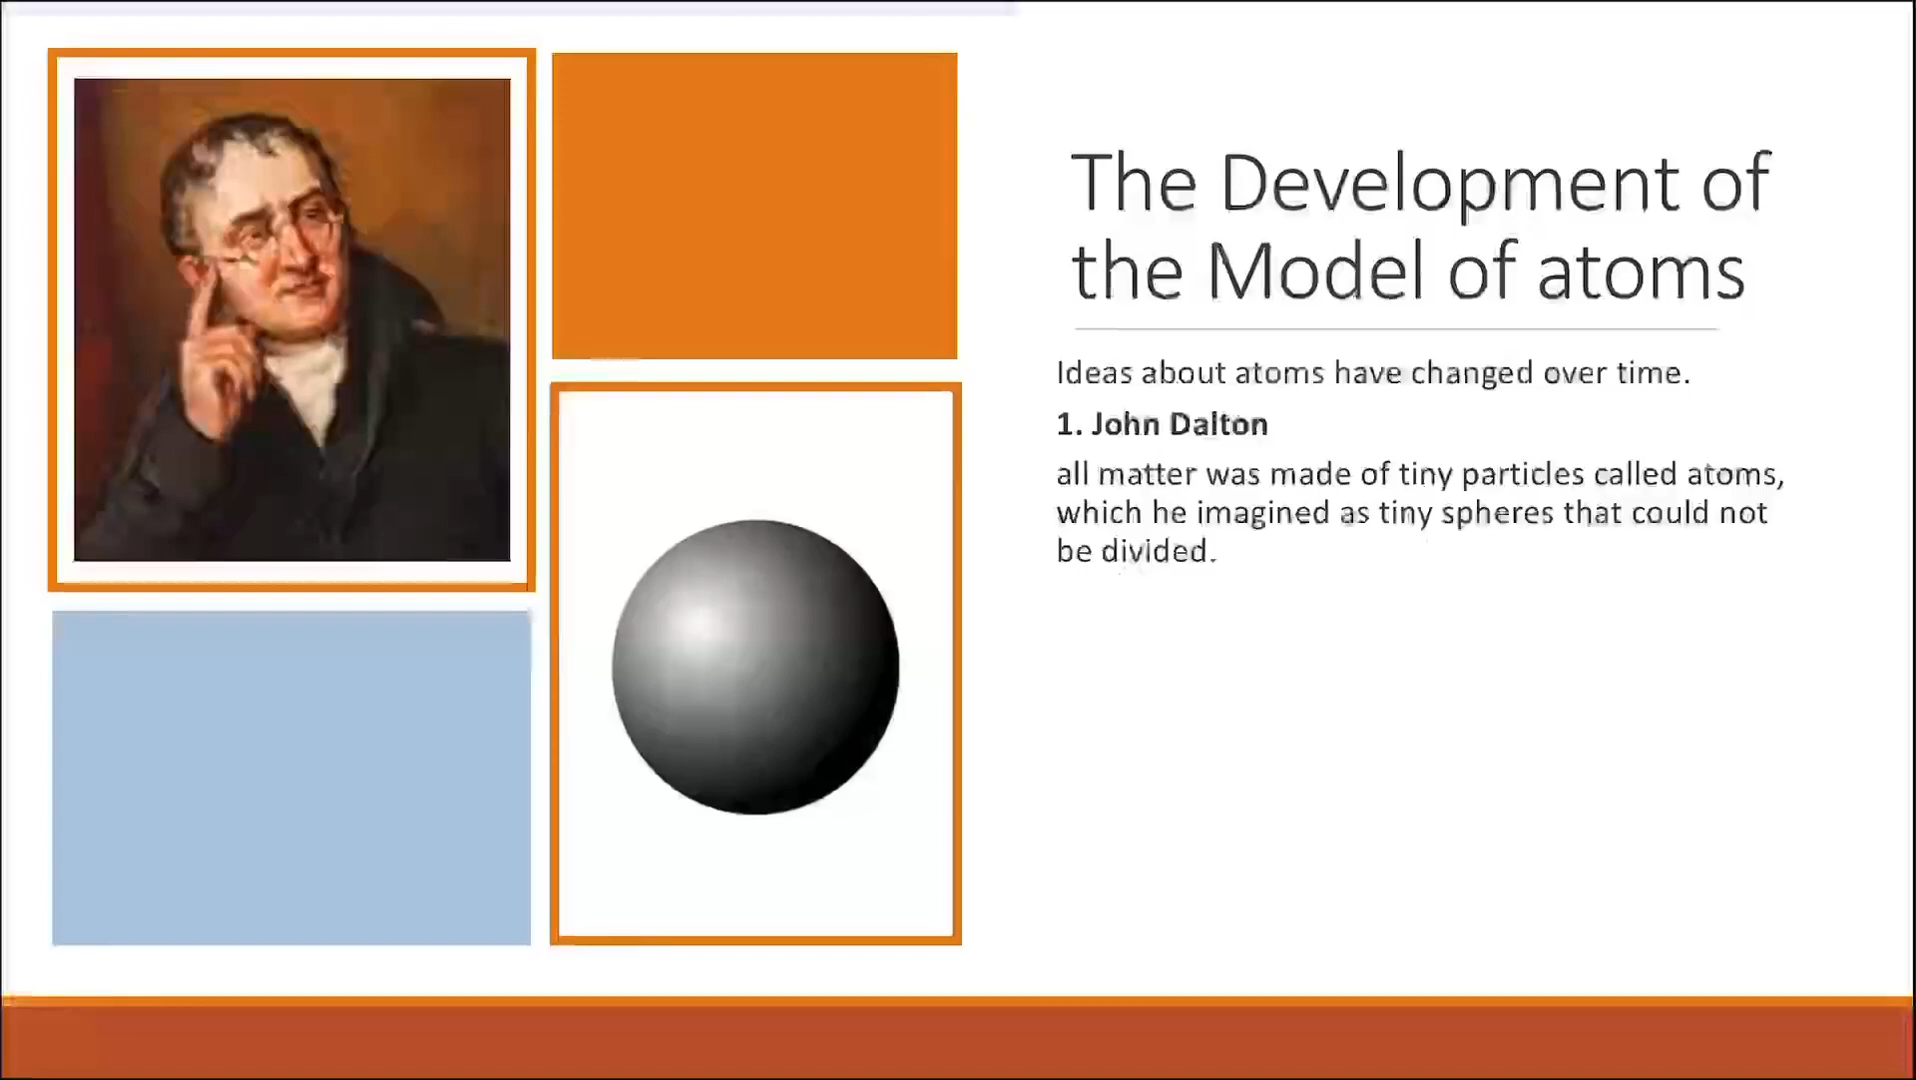 The Development of
the Model of atoms
Ideas about atoms have changed over time.
1. John Dalton
all matter was made of tiny particles called atoms,
which he imagined as tiny spheres that could not
be divided.